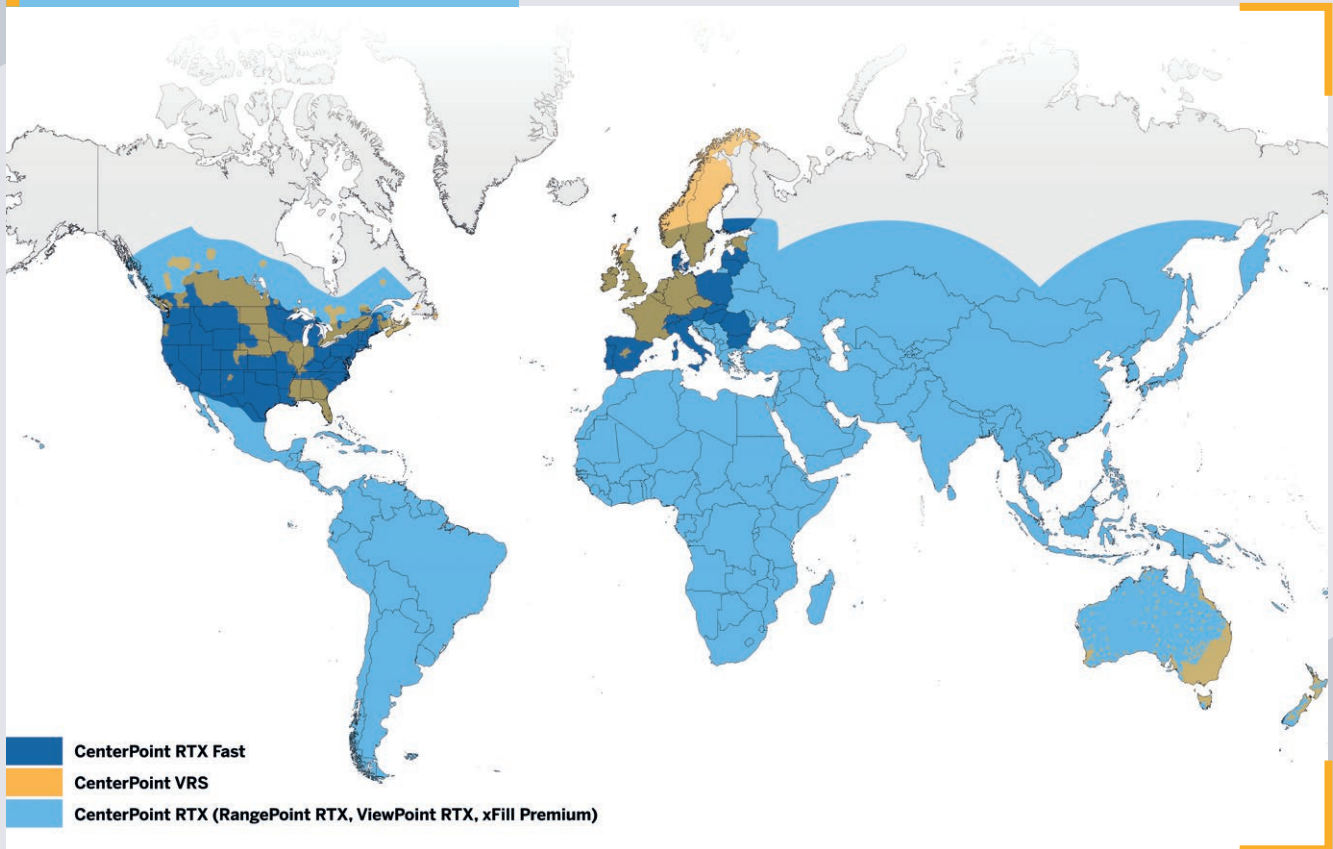 CenterPoint RTX Fast
CenterPoint VRS
CenterPoint RTX (RangePoint RTX, ViewPoint RTX, xFill Premium)